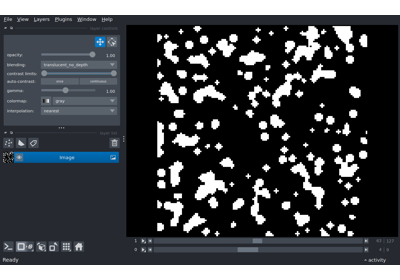 File View Layers Plugins Window Help
opacity: 1.00
blending: translucent_no_depth
contrast limits:
auto-contrast: once continuous
gamma: 1.00
colormap: gray
interpolation: nearest
Image
1
0
Ready activity